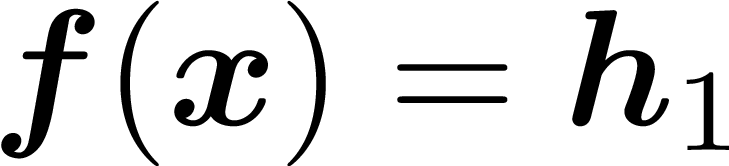 f(x) = h₁